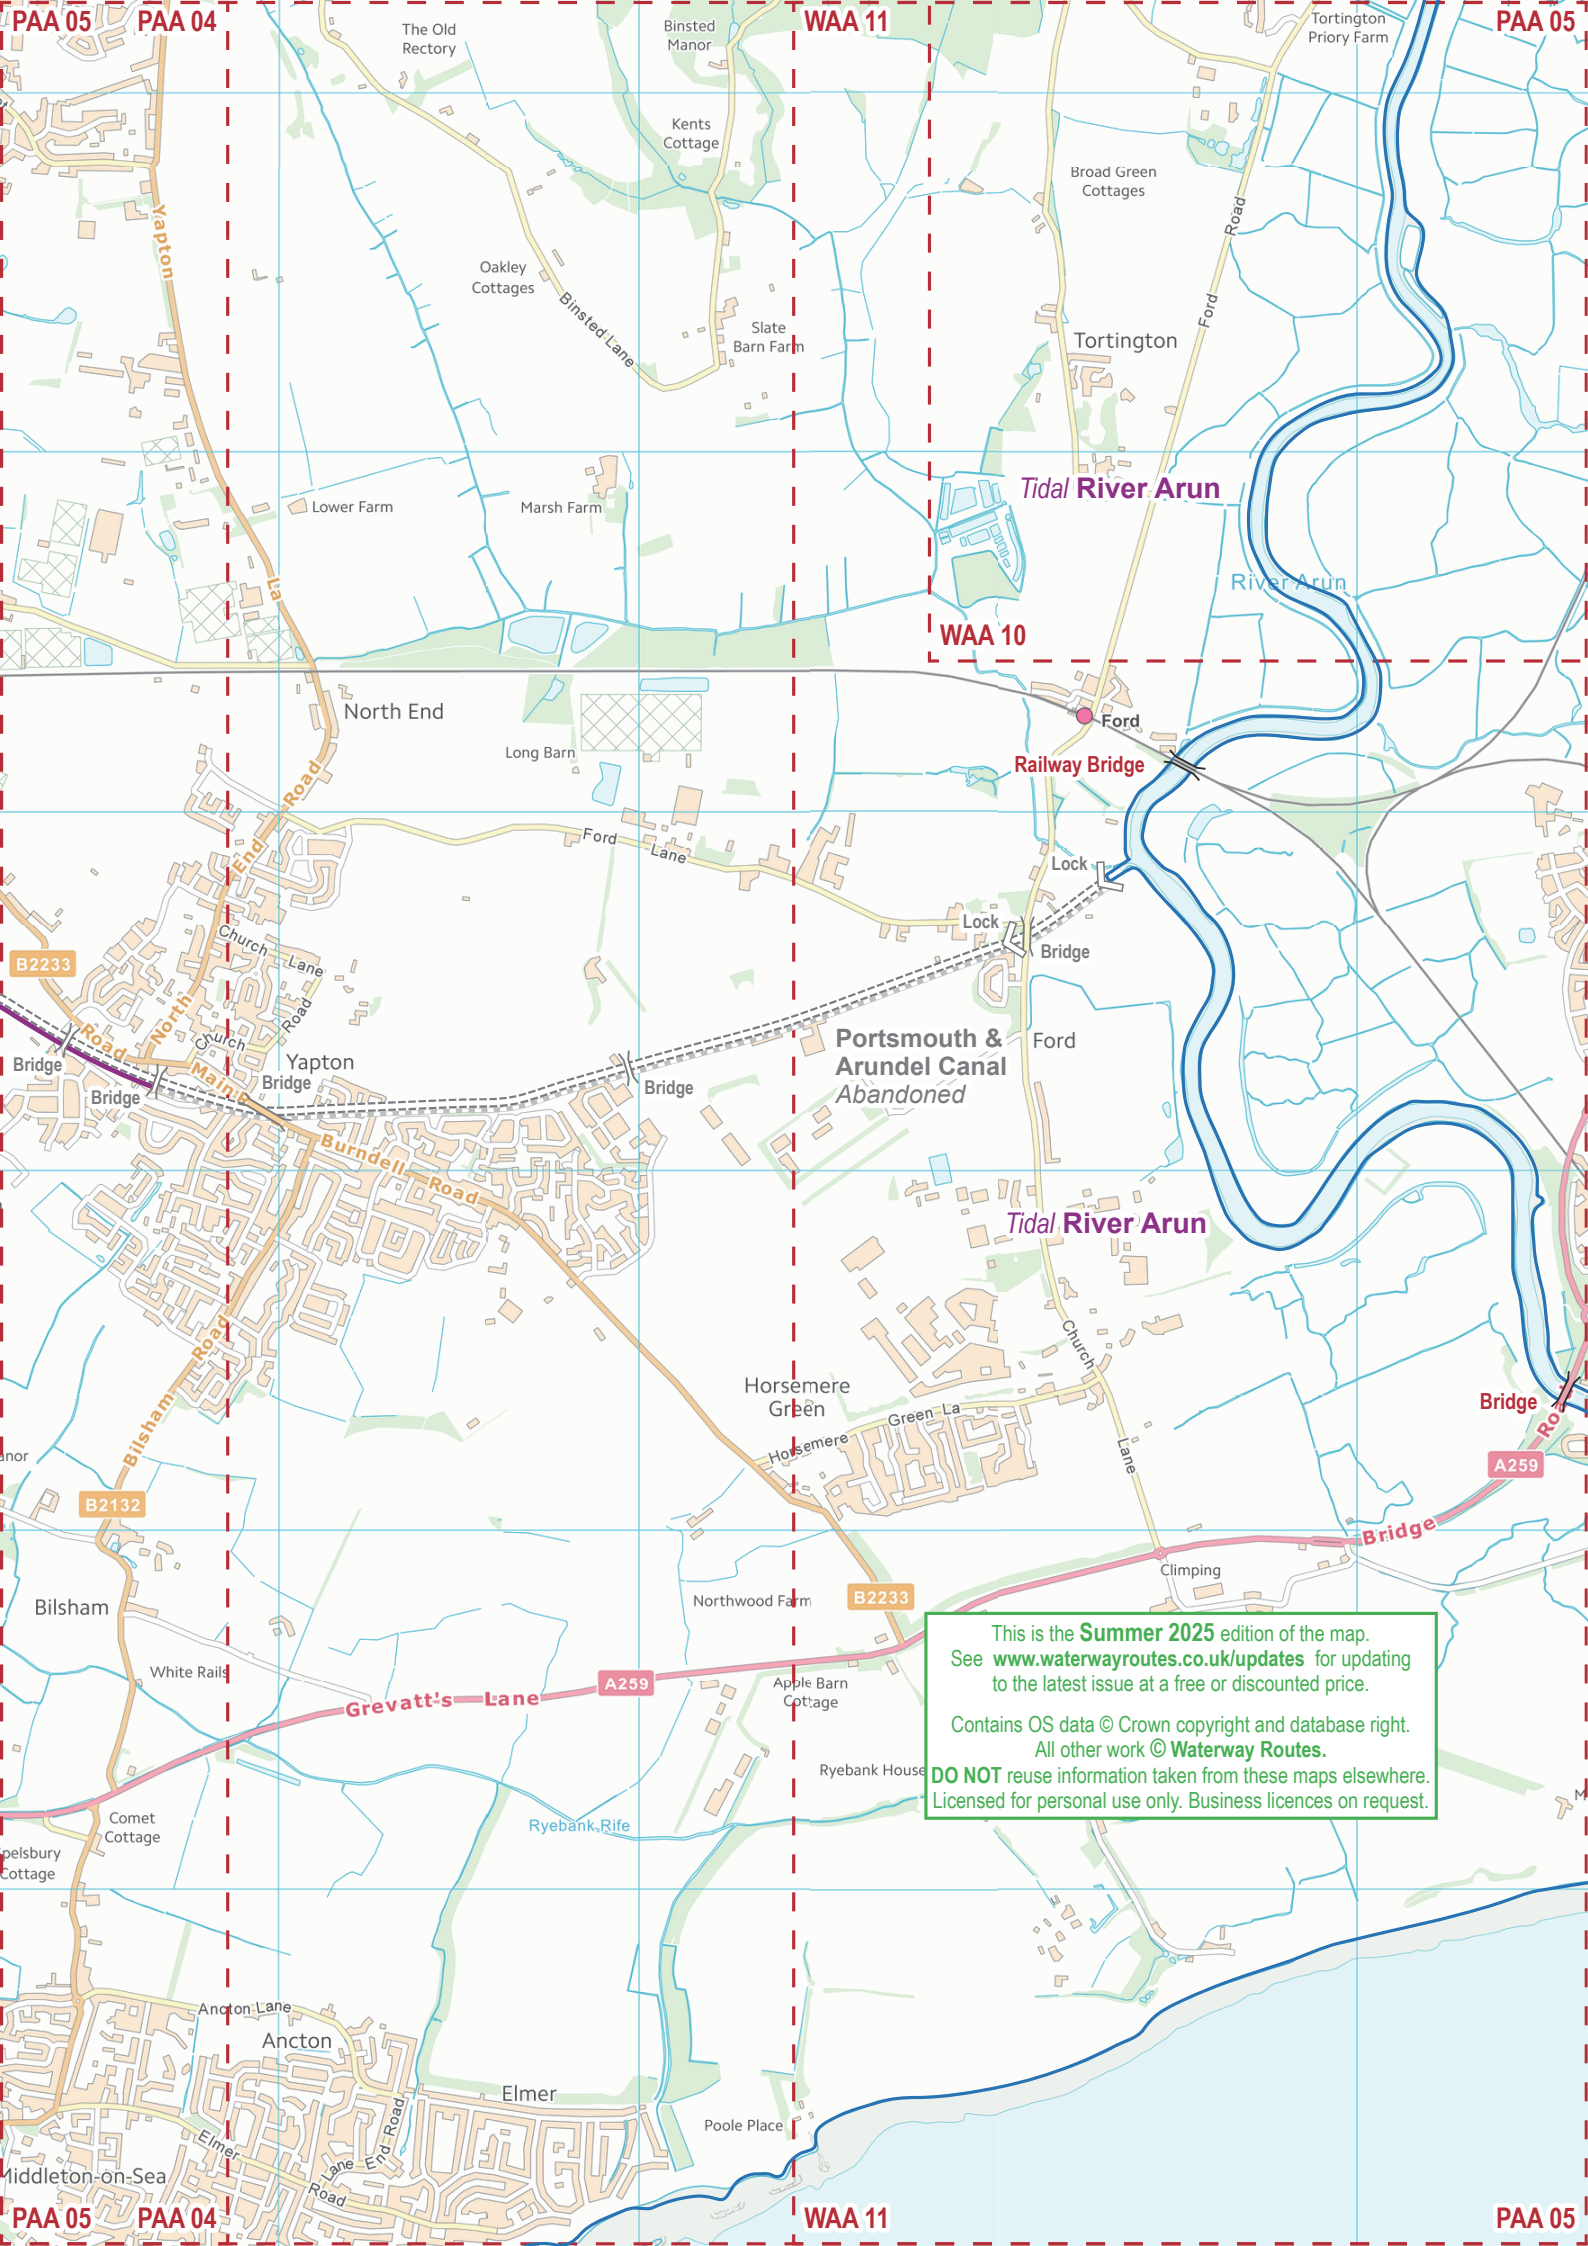 PAA 05
PAA 04
WAA 11
PAA 05
The Old
Rectory
Binsted
Manor
Tortington
Priory Farm
Kents
Cottage
Broad Green
Cottages
Yapton
Road
Oakley
Cottages
Binsted Lane
Ford
Slate
Barn Farm
Tortington
Lower Farm
Marsh Farm
Tidal River Arun
La
River Arun
WAA 10
North End
Ford
Long Barn
Railway Bridge
Road
Ford Lane
End
Lock
Lock
Bridge
B2233
Church Lane
North
Road
Road
Church
Portsmouth &
Arundel Canal
Abandoned
Ford
Bridge
Yapton
Main
Bridge
Bridge
Bridge
Burndell Road
Tidal River Arun
Road
Church
Horsemere
Green
Bridge
Road
Green La
Horsemere
Bilsham
Lane
anor
A259
B2132
Bridge
Climping
Northwood Farm
B2233
Bilsham
This is the Summer 2025 edition of the map.
See www.waterwayroutes.co.uk/updates for updating
to the latest issue at a free or discounted price.
Contains OS data © Crown copyright and database right.
All other work © Waterway Routes.
DO NOT reuse information taken from these maps elsewhere.
Licensed for personal use only. Business licences on request.
White Rails
A259
Apple Barn
Cottage
Grevatt's Lane
Ryebank House
M
Comet
Cottage
Ryebank Rife
pelsbury
Cottage
Ancton Lane
Ancton
Elmer
Poole Place
Elmer
Road
Lane
End Road
Middleton-on-Sea
PAA 05
PAA 04
WAA 11
PAA 05